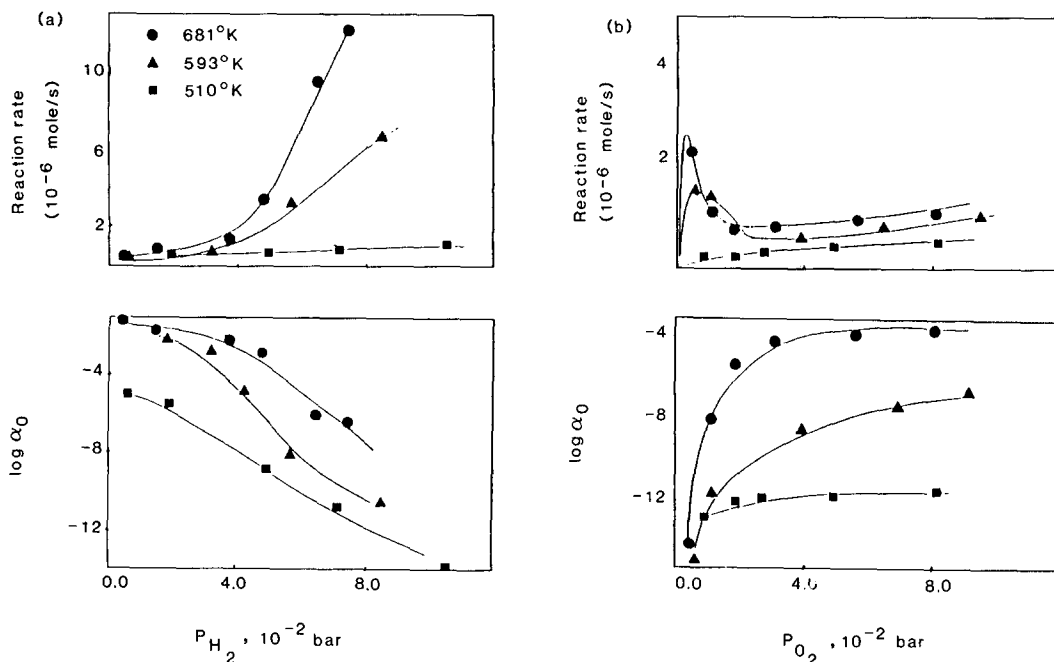 (a)
681°K
593°K
510°K
Reaction rate
(10⁻⁶ mole/s)
10
6
2
log α₀
-4
-8
-12
0.0 4.0 8.0
P_H₂ , 10⁻² bar
(b)
Reaction rate
(10⁻⁶ mole/s)
4
2
log α₀
-4
-8
-12
0.0 4.0 8.0
P_O₂ , 10⁻² bar